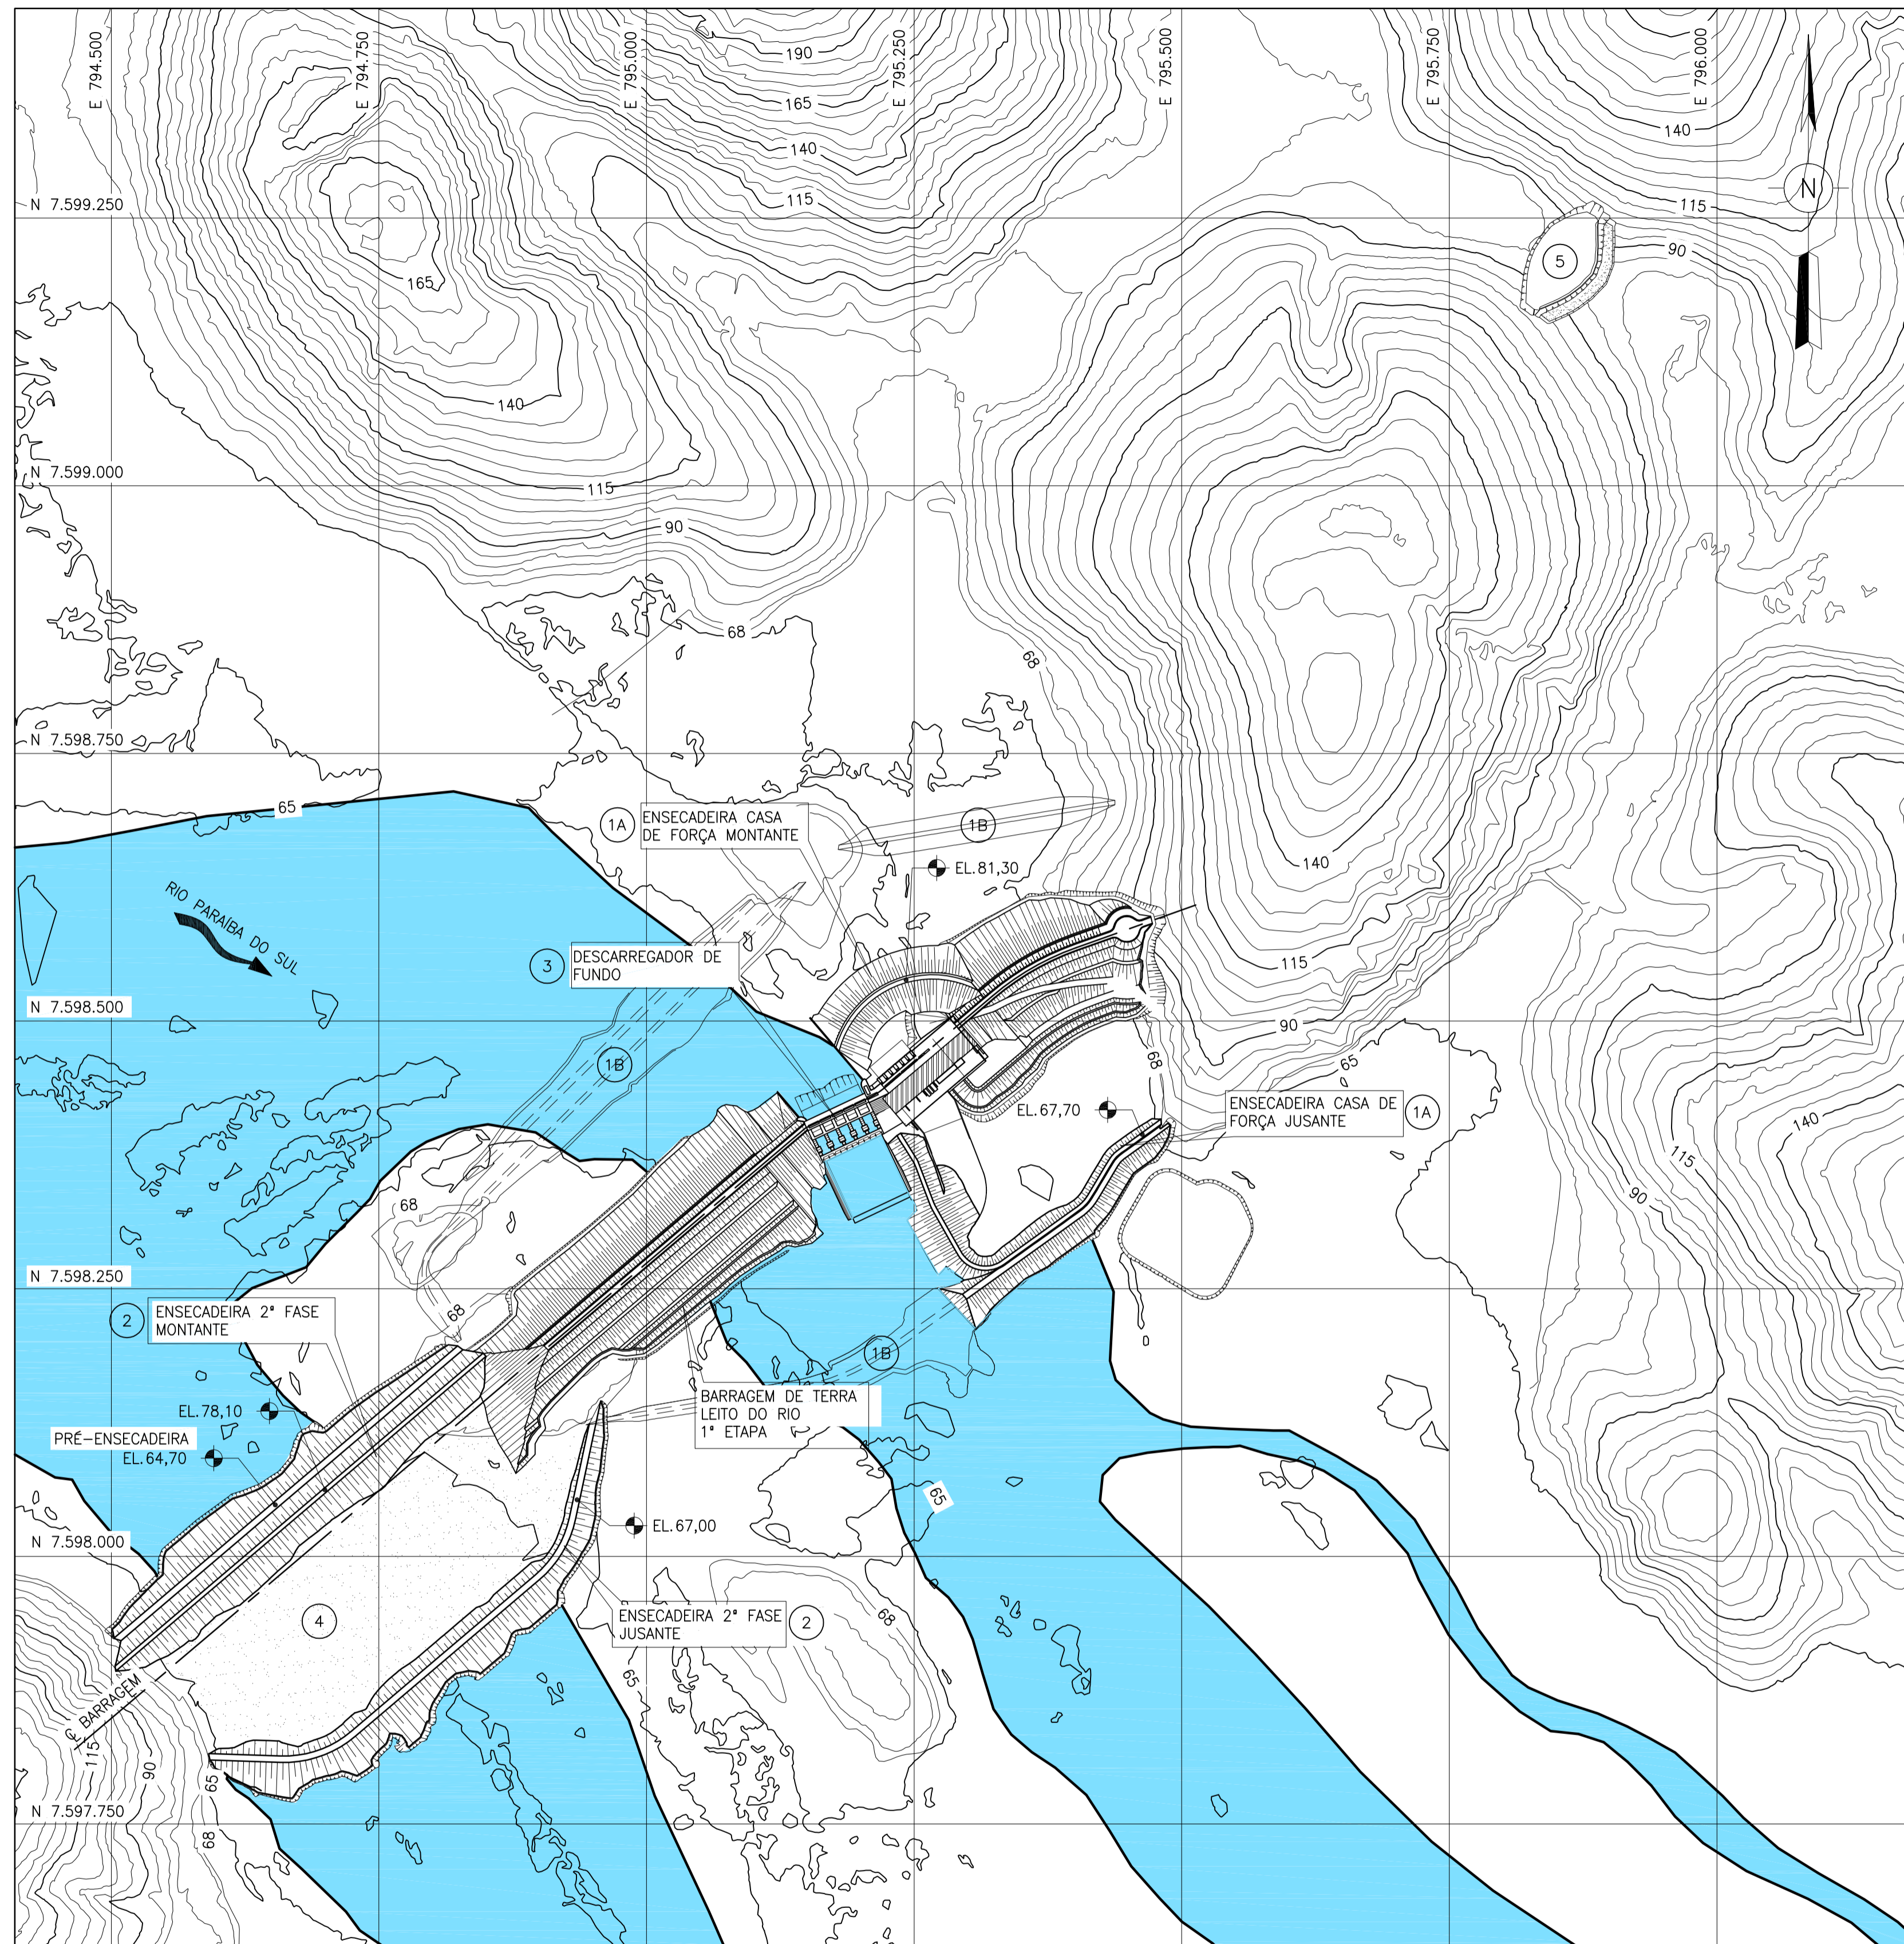 E 794.500
E 794.750
E 795.000
E 795.250
E 795.500
E 795.750
E 796.000
190
165
140
115
140
115
90
N
5
N 7.599.250
165
140
115
90
N 7.599.000
68
68
N 7.598.750
65
1A
ENSECADEIRA CASA
DE FORÇA MONTANTE
1B
EL.81,30
140
115
90
RIO PARAÍBA DO SUL
3
DESCARREGADOR DE
FUNDO
N 7.598.500
1B
68
65
EL.67,70
ENSECADEIRA CASA DE
FORÇA JUSANTE
1A
140
115
90
68
N 7.598.250
68
2
ENSECADEIRA 2ª FASE
MONTANTE
1B
BARRAGEM DE TERRA
LEITO DO RIO
1ª ETAPA
EL.78,10
PRÉ-ENSECADEIRA
EL.64,70
65
EL.67,00
N 7.598.000
4
ENSECADEIRA 2ª FASE
JUSANTE
2
68
65
℄ BARRAGEM
115
90
65
68
N 7.597.750